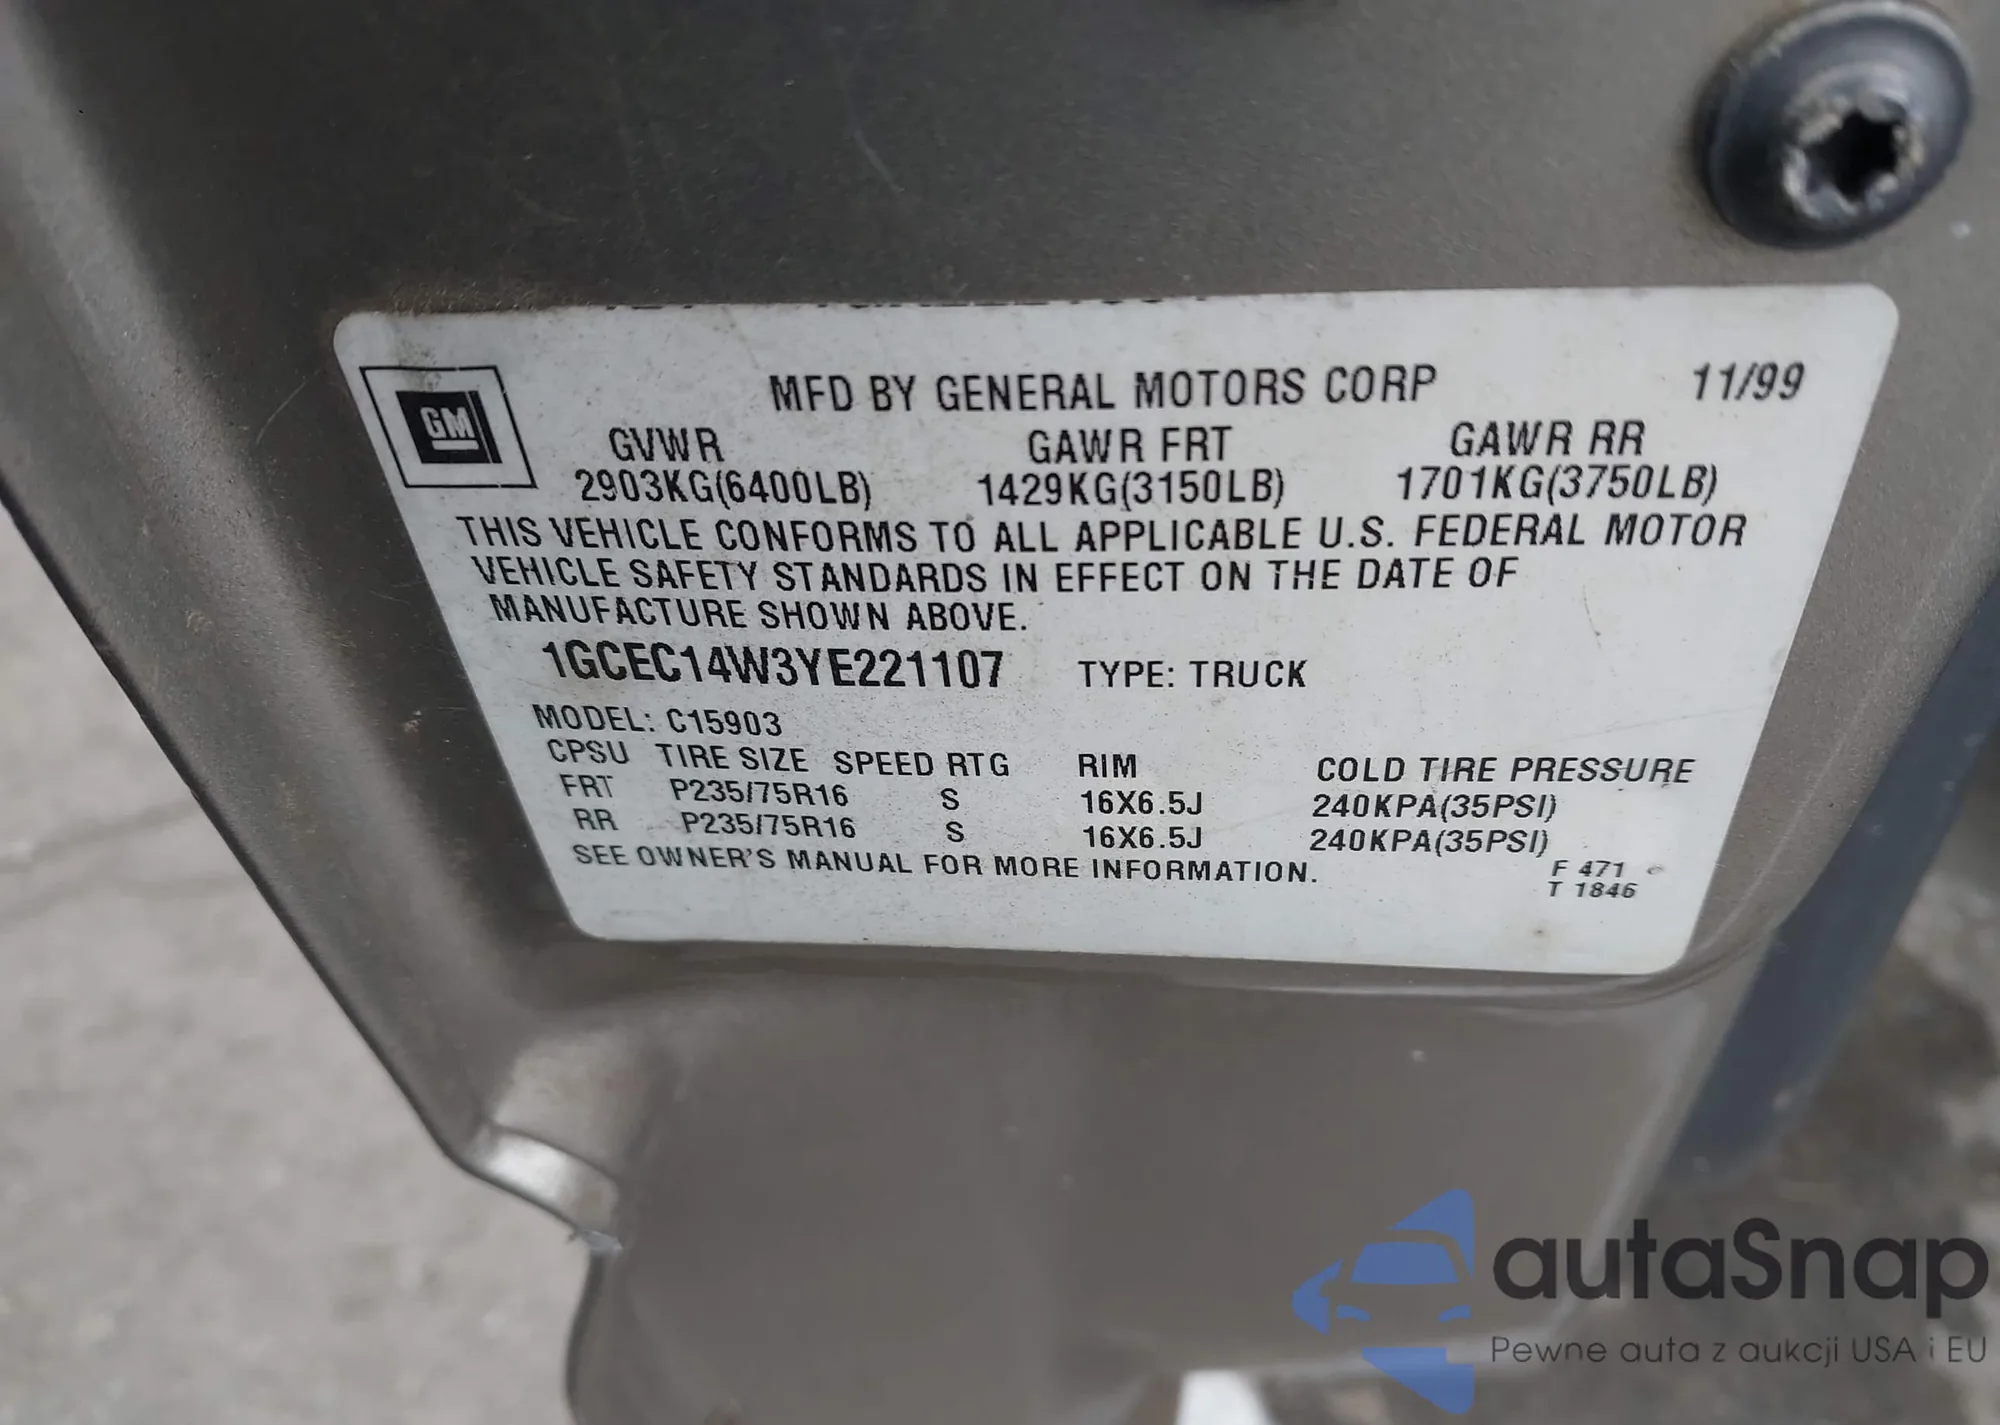 MFD BY GENERAL MOTORS CORP 11/99
GM
GVWR GAWR FRT GAWR RR
2903KG(6400LB) 1429KG(3150LB) 1701KG(3750LB)
THIS VEHICLE CONFORMS TO ALL APPLICABLE U.S. FEDERAL MOTOR
VEHICLE SAFETY STANDARDS IN EFFECT ON THE DATE OF
MANUFACTURE SHOWN ABOVE.
1GCEC14W3YE221107 TYPE: TRUCK
MODEL: C15903
CPSU TIRE SIZE SPEED RTG RIM COLD TIRE PRESSURE
FRT P235/75R16 S 16X6.5J 240KPA(35PSI)
RR P235/75R16 S 16X6.5J 240KPA(35PSI)
SEE OWNER'S MANUAL FOR MORE INFORMATION.
F 471
T 1846
autaSnap
Pewne auta z aukcji USA i EU